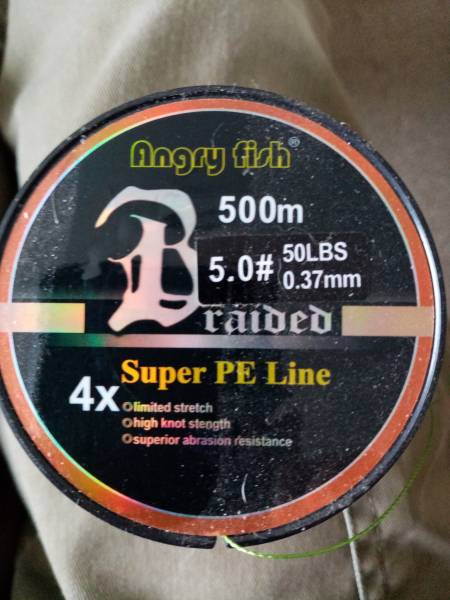 Angry fish®
500m
5.0# 50LBS
0.37mm
Braided
Super PE Line
4x
limited stretch
high knot stength
superior abrasion resistance